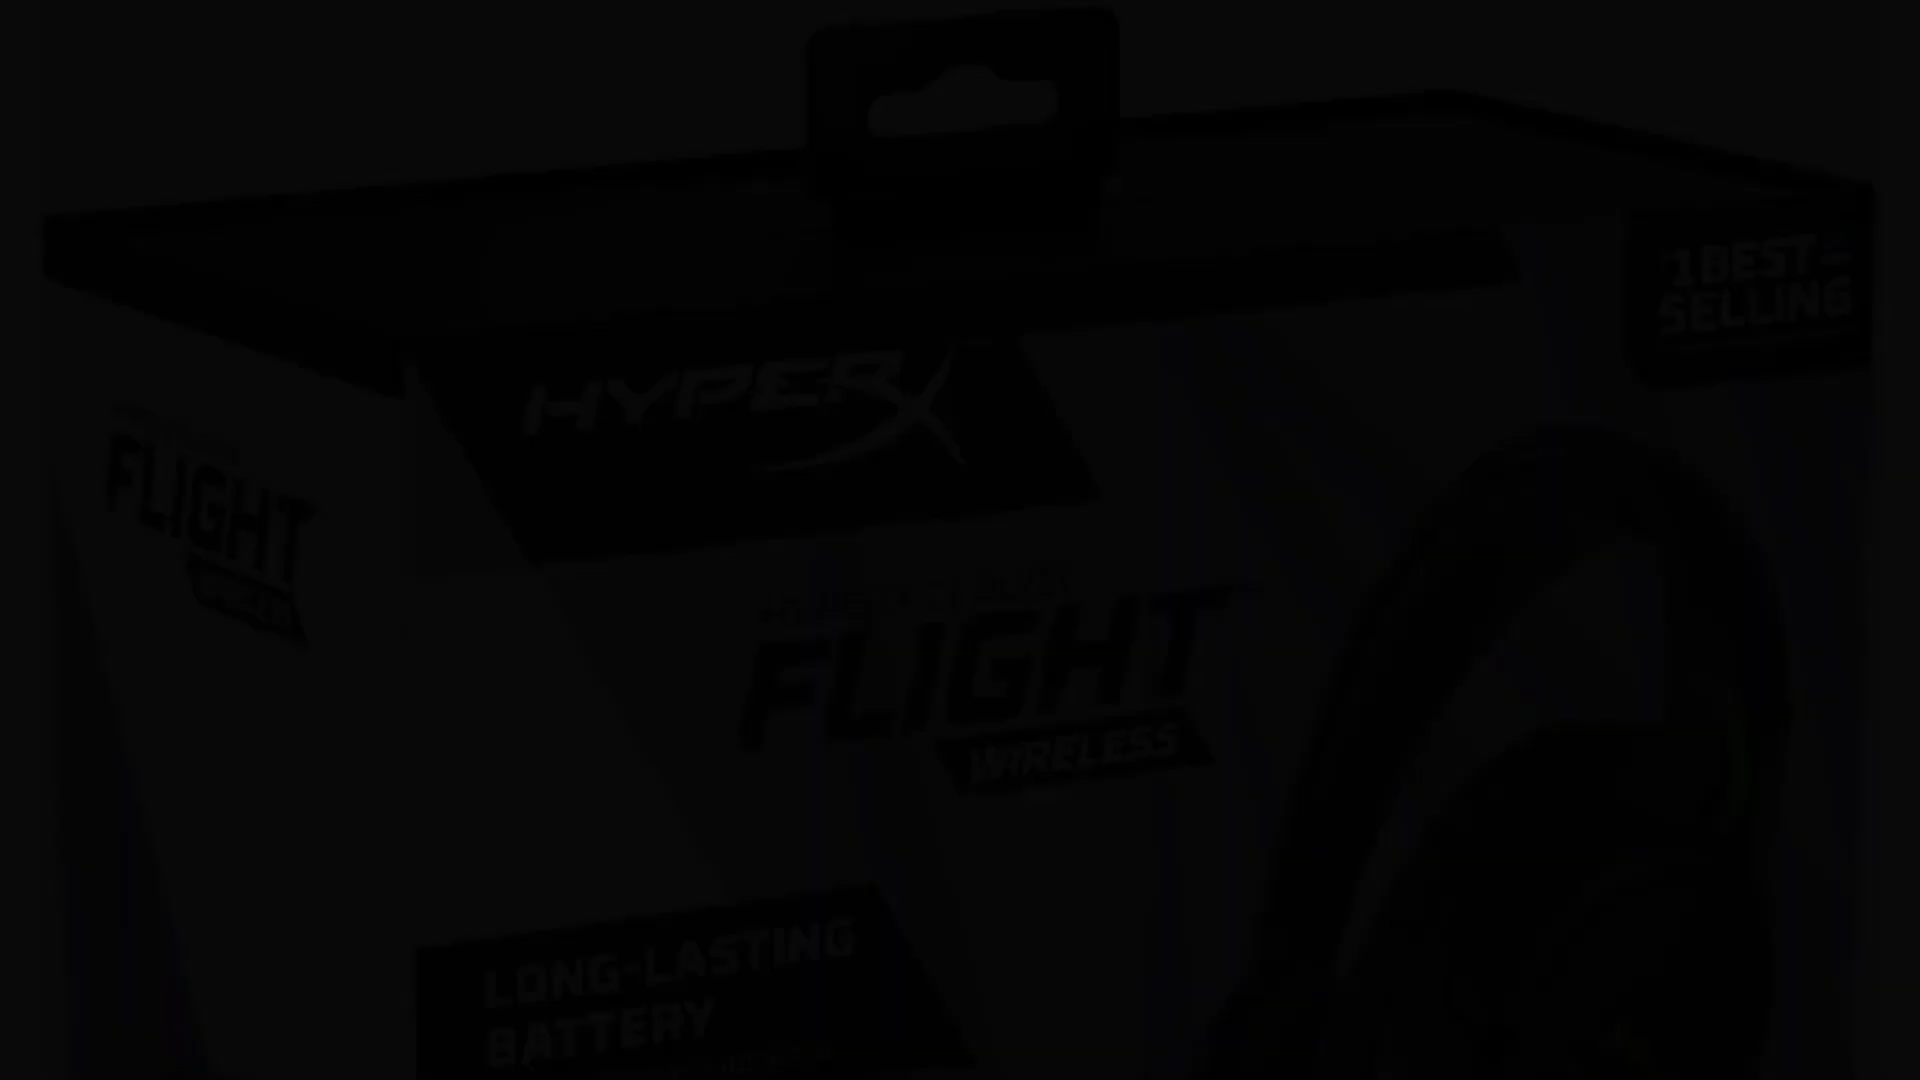 1 BEST-
SELLING
HYPERX
FLIGHT
FLIGHT
WIRELESS
LONG-LASTING
BATTERY